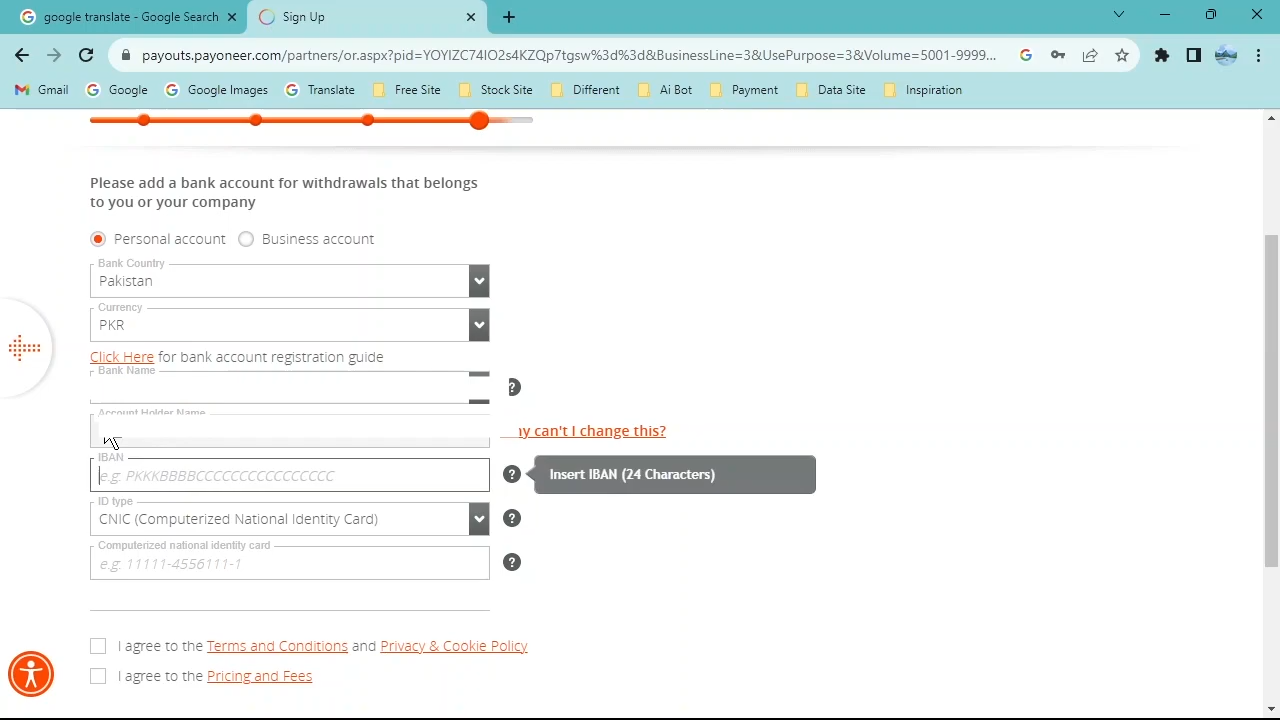 google translate - Google Search
Sign Up
payouts.payoneer.com/partners/or.aspx?pid=YOYIZC74IO2s4KZQp7tgsw%3d%3d&BusinessLine=3&UsePurpose=3&Volume=5001-9999...
Gmail
Google
Google Images
Translate
Free Site
Stock Site
Different
Ai Bot
Payment
Data Site
Inspiration
Please add a bank account for withdrawals that belongs
to you or your company
Personal account
Business account
Bank Country
Pakistan
Currency
PKR
Click Here for bank account registration guide
Bank Name
?
Account Holder Name
can't I change this?
IBAN
e.g: PKKKBBBBCCCCCCCCCCCCCCCC
?
Insert IBAN (24 Characters)
ID type
CNIC (Computerized National Identity Card)
?
Computerized national identity card
e.g: 11111-4556111-1
?
I agree to the Terms and Conditions and Privacy & Cookie Policy
I agree to the Pricing and Fees